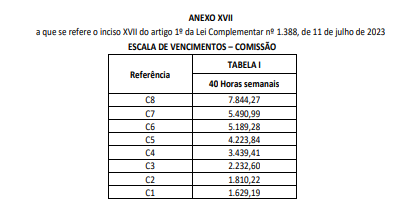 ANEXO XVII
a que se refere o inciso XVII do artigo 1º da Lei Complementar nº 1.388, de 11 de julho de 2023
ESCALA DE VENCIMENTOS – COMISSÃO
Referência
TABELA I
40 Horas semanais
C8 7.844,27
C7 5.490,99
C6 5.189,28
C5 4.223,84
C4 3.439,41
C3 2.232,60
C2 1.810,22
C1 1.629,19